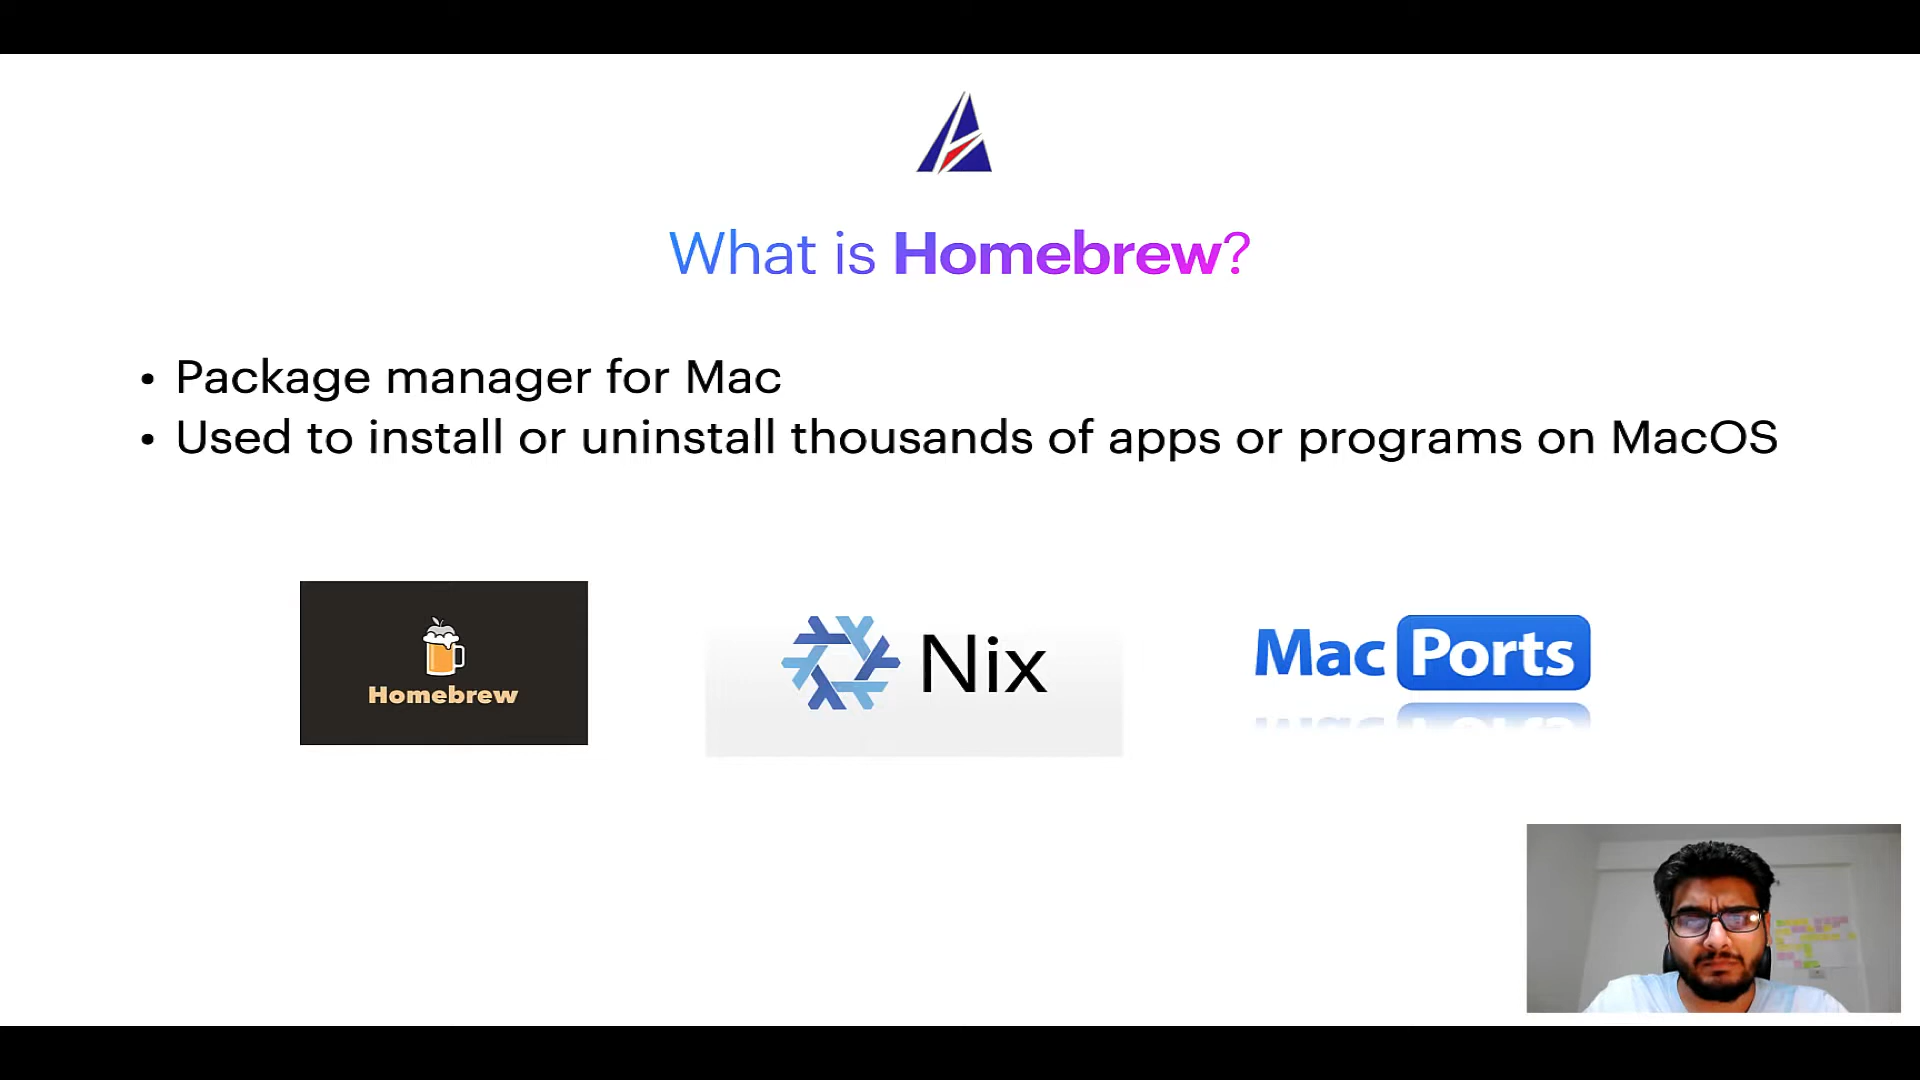 What is Homebrew?
• Package manager for Mac
• Used to install or uninstall thousands of apps or programs on MacOS
Homebrew
Nix
Mac Ports